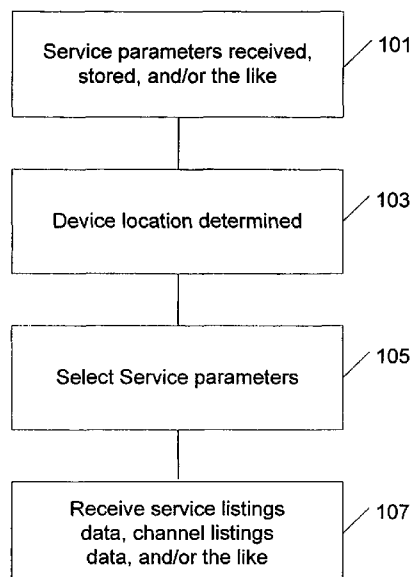 Service parameters received,
stored, and/or the like
101
Device location determined
103
Select Service parameters
105
Receive service listings
data, channel listings
data, and/or the like
107